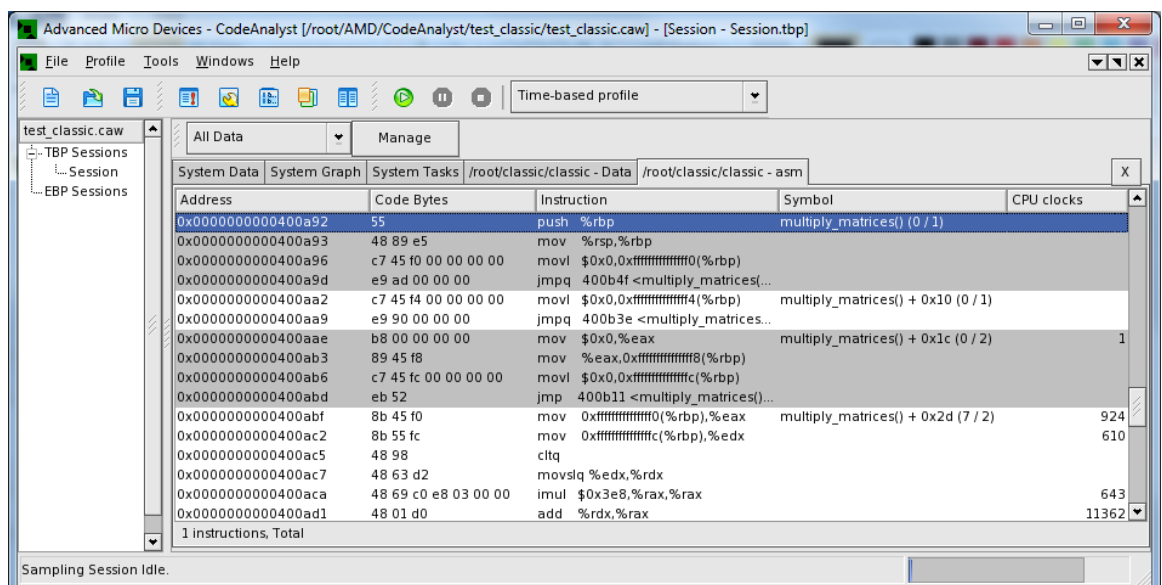 Advanced Micro Devices - CodeAnalyst [/root/AMD/CodeAnalyst/test_classic/test_classic.caw] - [Session - Session.tbp]
File Profile Tools Windows Help
Time-based profile
test_classic.caw
TBP Sessions
Session
EBP Sessions
All Data Manage
System Data System Graph System Tasks /root/classic/classic - Data /root/classic/classic - asm X
Address Code Bytes Instruction Symbol CPU clocks
0x0000000000400a92 55 push %rbp multiply_matrices() (0 / 1)
0x0000000000400a93 48 89 e5 mov %rsp,%rbp
0x0000000000400a96 c7 45 f0 00 00 00 00 movl $0x0,0xfffffffffffffff0(%rbp)
0x0000000000400a9d e9 ad 00 00 00 jmpq 400b4f <multiply_matrices(...
0x0000000000400aa2 c7 45 f4 00 00 00 00 movl $0x0,0xfffffffffffffff4(%rbp) multiply_matrices() + 0x10 (0 / 1)
0x0000000000400aa9 e9 90 00 00 00 jmpq 400b3e <multiply_matrices...
0x0000000000400aae b8 00 00 00 00 mov $0x0,%eax multiply_matrices() + 0x1c (0 / 2) 1
0x0000000000400ab3 89 45 f8 mov %eax,0xfffffffffffffff8(%rbp)
0x0000000000400ab6 c7 45 fc 00 00 00 00 movl $0x0,0xfffffffffffffffc(%rbp)
0x0000000000400abd eb 52 jmp 400b11 <multiply_matrices()...
0x0000000000400abf 8b 45 f0 mov 0xfffffffffffffff0(%rbp),%eax multiply_matrices() + 0x2d (7 / 2) 924
0x0000000000400ac2 8b 55 fc mov 0xfffffffffffffffc(%rbp),%edx 610
0x0000000000400ac5 48 98 cltq
0x0000000000400ac7 48 63 d2 movslq %edx,%rdx
0x0000000000400aca 48 69 c0 e8 03 00 00 imul $0x3e8,%rax,%rax 643
0x0000000000400ad1 48 01 d0 add %rdx,%rax 11362
1 instructions, Total
Sampling Session Idle.